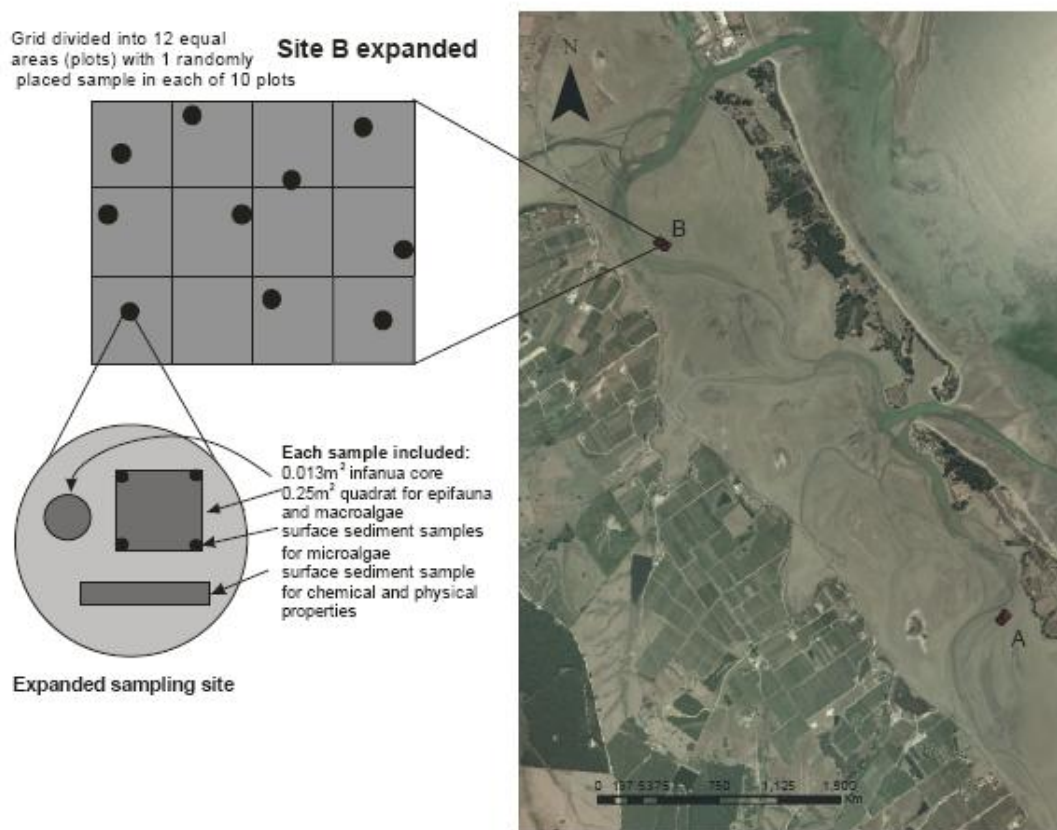 Grid divided into 12 equal
areas (plots) with 1 randomly
placed sample in each of 10 plots
Site B expanded
N
B
Each sample included:
0.013m² infanua core
0.25m² quadrat for epifauna
and macroalgae
surface sediment samples
for microalgae
surface sediment sample
for chemical and physical
properties
Expanded sampling site
A
0 750 1,125 1,500
Km